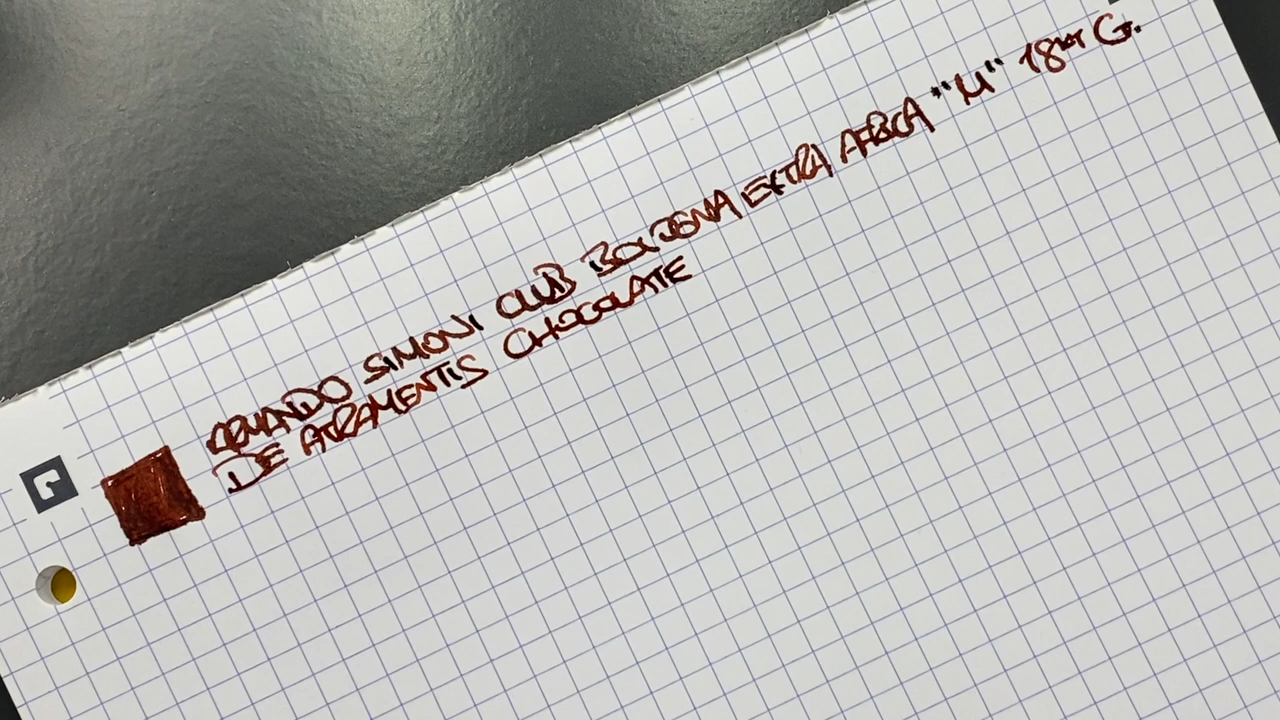 ARMANDO SIMONI CLUB BOLOGNA EXTRA AFRICA "M" 18KT G.
DE ATRAMENTIS CHOCOLATE